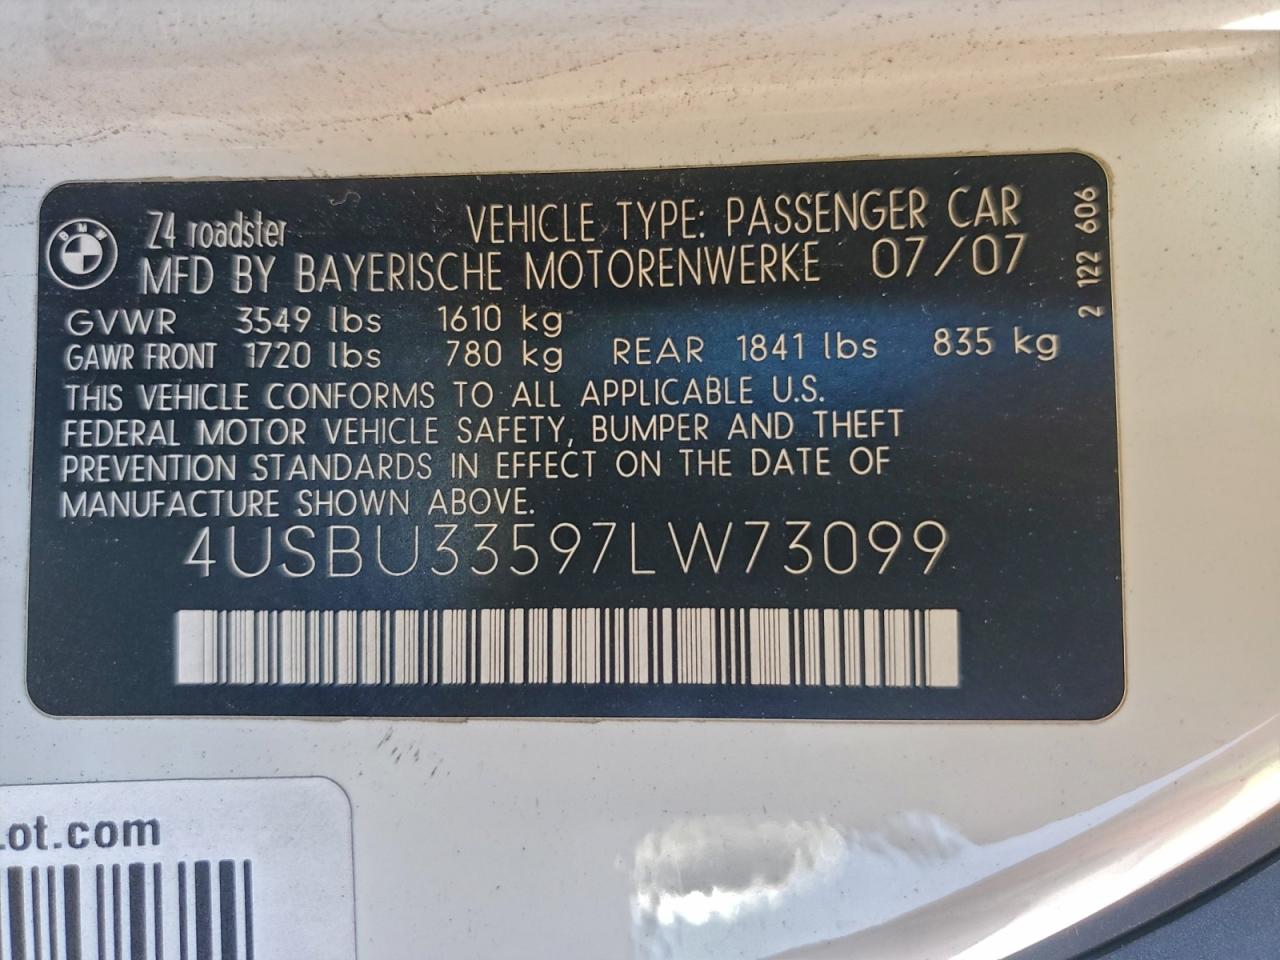 BMW
Z4 roadster VEHICLE TYPE: PASSENGER CAR
MFD BY BAYERISCHE MOTORENWERKE 07/07
GVWR 3549 lbs 1610 kg
GAWR FRONT 1720 lbs 780 kg REAR 1841 lbs 835 kg
THIS VEHICLE CONFORMS TO ALL APPLICABLE U.S.
FEDERAL MOTOR VEHICLE SAFETY, BUMPER AND THEFT
PREVENTION STANDARDS IN EFFECT ON THE DATE OF
MANUFACTURE SHOWN ABOVE.
4USBU33597LW73099
2 122 606
Lot.com